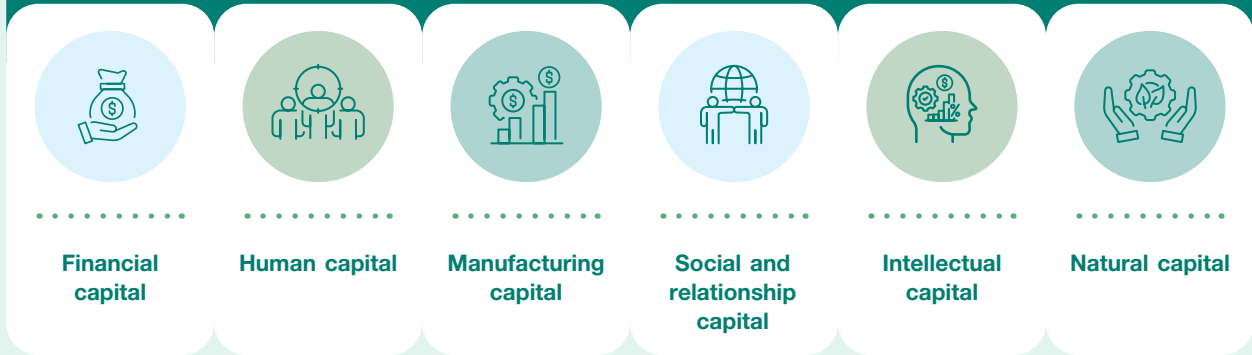 Financial
capital
Human capital
Manufacturing
capital
Social and
relationship
capital
Intellectual
capital
Natural capital